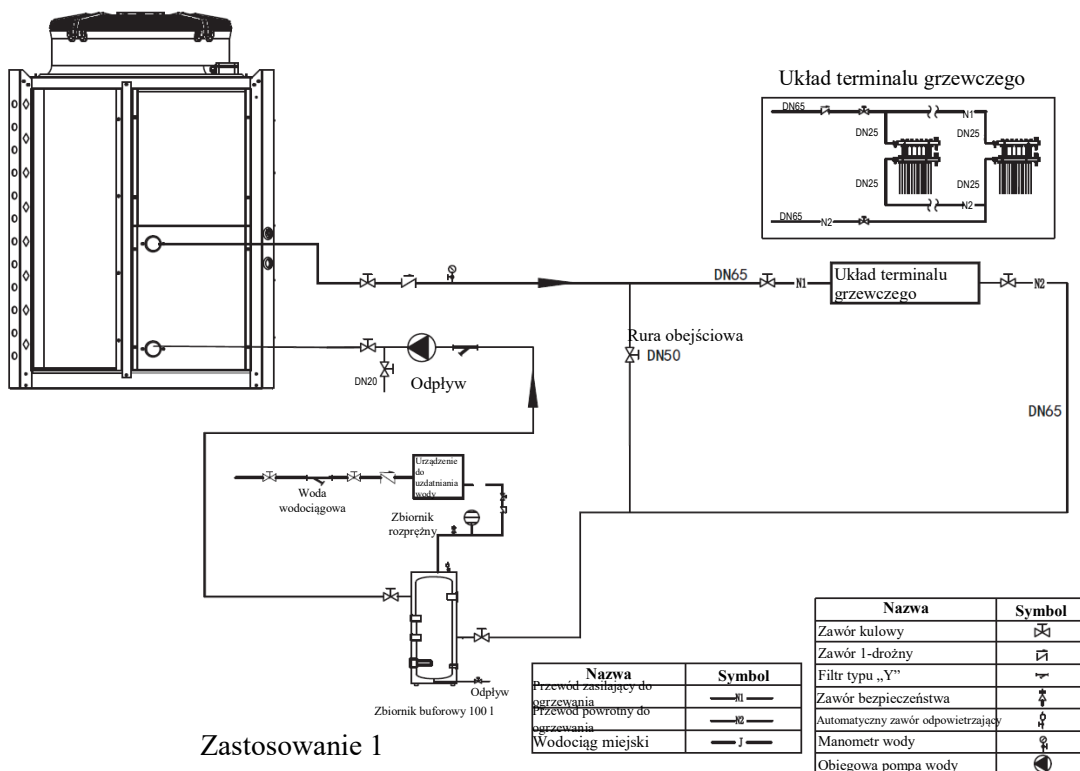 Układ terminalu grzewczego
DN65
N1
DN25
DN25
DN25
DN25
N2
DN65
N2
DN65
N1
Układ terminalu
grzewczego
N2
Rura obejściowa
DN50
DN20
Odpływ
DN65
Urządzenie
do
uzdatniania
wody
Woda
wodociągowa
Zbiornik
rozprężny
Odpływ
Zbiornik buforowy 100 l
Zastosowanie 1
Nazwa Symbol
Przewód zasilający do
ogrzewania N1
Przewód powrotny do
ogrzewania N2
Wodociąg miejski J
Nazwa Symbol
Zawór kulowy
Zawór 1-drożny
Filtr typu „Y”
Zawór bezpieczeństwa
Automatyczny zawór odpowietrzający
Manometr wody
Obiegowa pompa wody